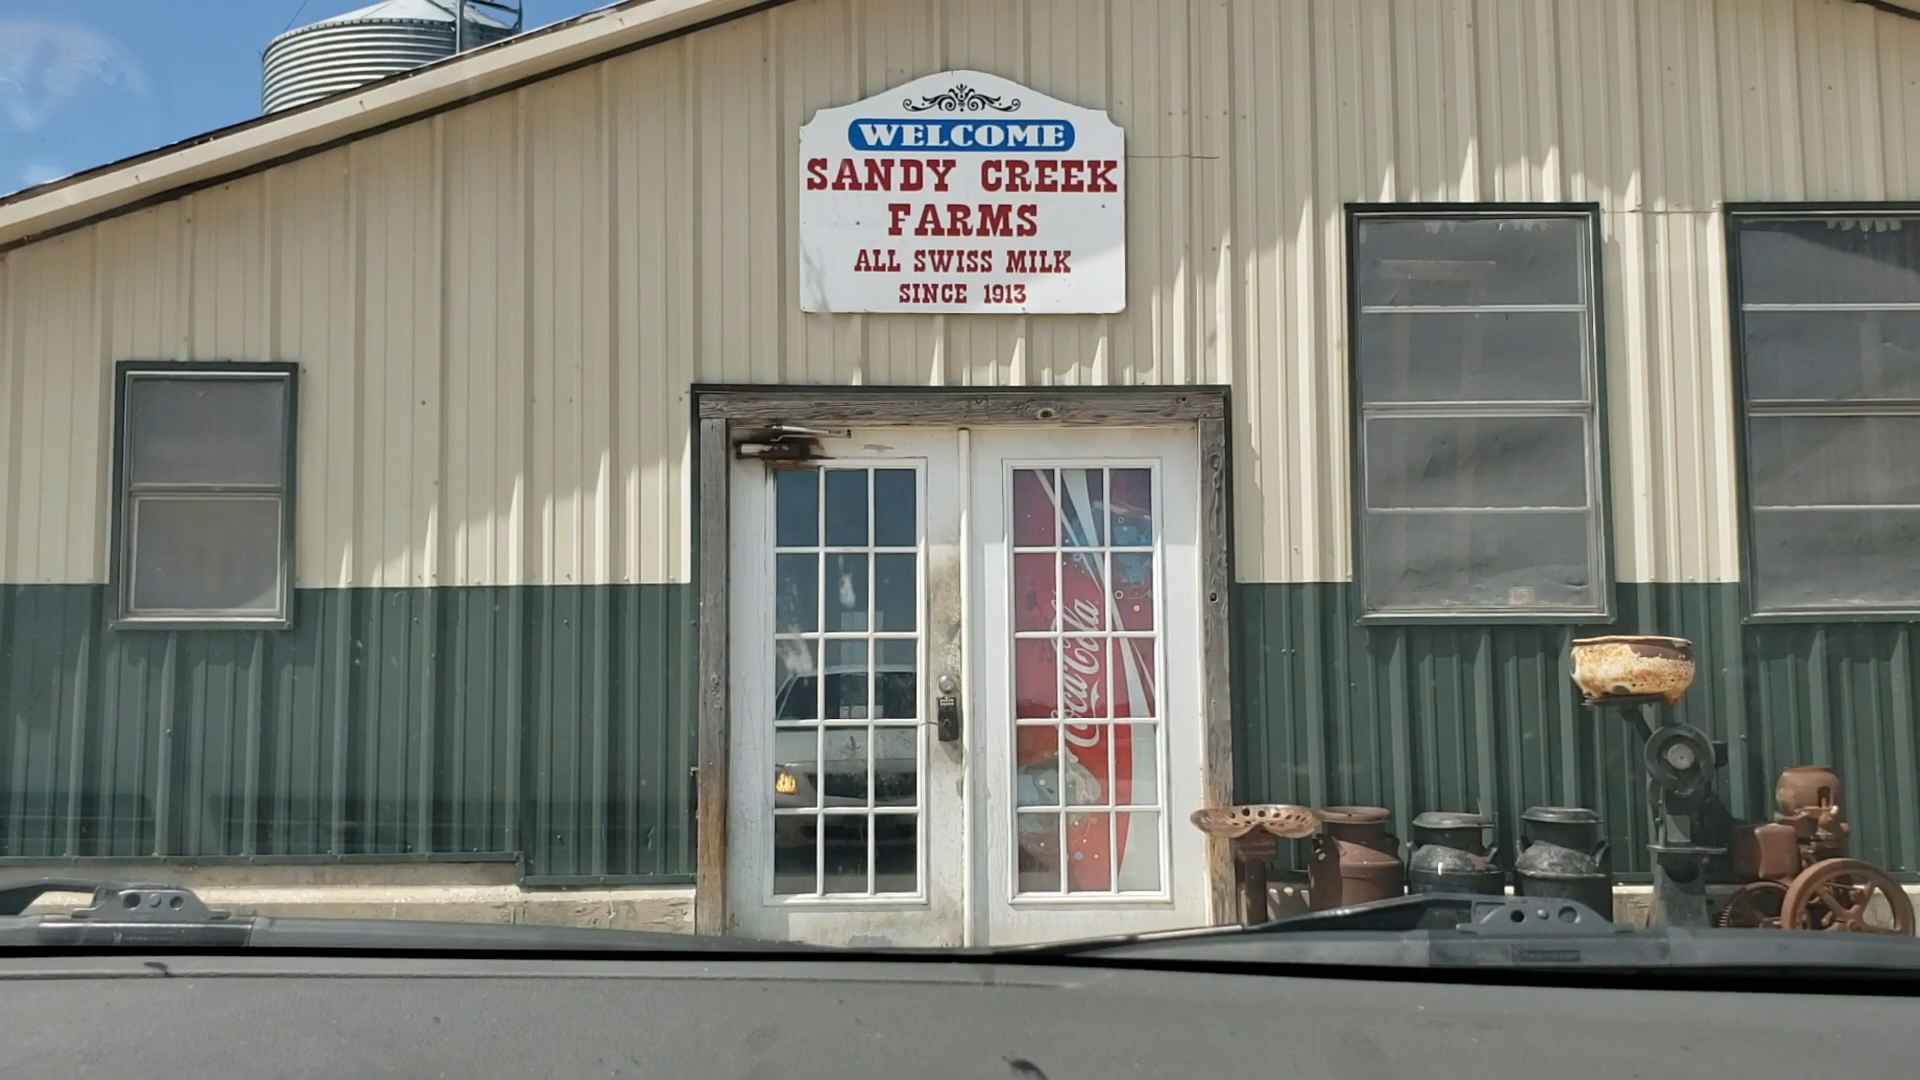 WELCOME
SANDY CREEK
FARMS
ALL SWISS MILK
SINCE 1913
Coca-Cola